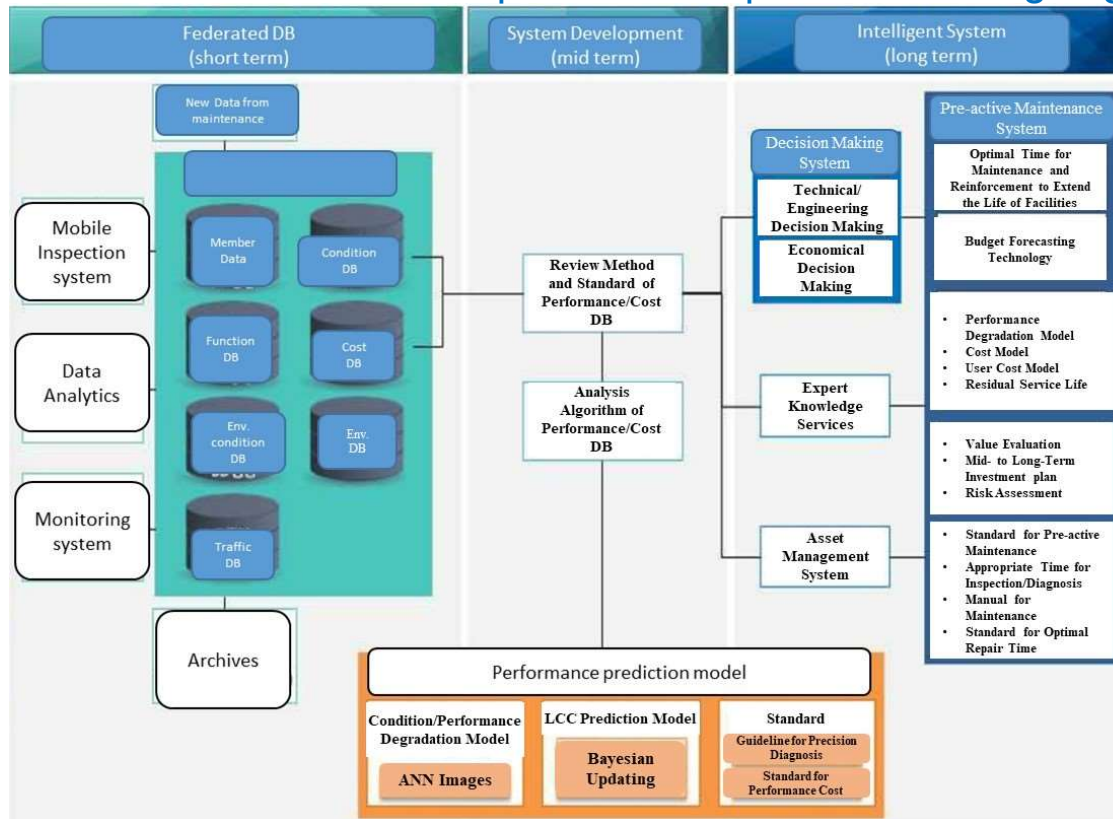 Federated DB
(short term)
System Development
(mid term)
Intelligent System
(long term)
New Data from
maintenance
Mobile
Inspection
system
Data
Analytics
Monitoring
system
Member
Data
Condition
DB
Function
DB
Cost
DB
Env.
condition
DB
Env.
DB
Traffic
DB
Archives
Review Method
and Standard of
Performance/Cost
DB
Analysis
Algorithm of
Performance/Cost
DB
Decision Making
System
Technical/
Engineering
Decision Making
Economical
Decision
Making
Expert
Knowledge
Services
Asset
Management
System
Pre-active Maintenance
System
Optimal Time for
Maintenance and
Reinforcement to Extend
the Life of Facilities
Budget Forecasting
Technology
• Performance
Degradation Model
• Cost Model
• User Cost Model
• Residual Service Life
• Value Evaluation
• Mid- to Long-Term
Investment plan
• Risk Assessment
• Standard for Pre-active
Maintenance
• Appropriate Time for
Inspection/Diagnosis
• Manual for
Maintenance
• Standard for Optimal
Repair Time
Performance prediction model
Condition/Performance
Degradation Model
ANN Images
LCC Prediction Model
Bayesian
Updating
Standard
Guideline for Precision
Diagnosis
Standard for
Performance Cost